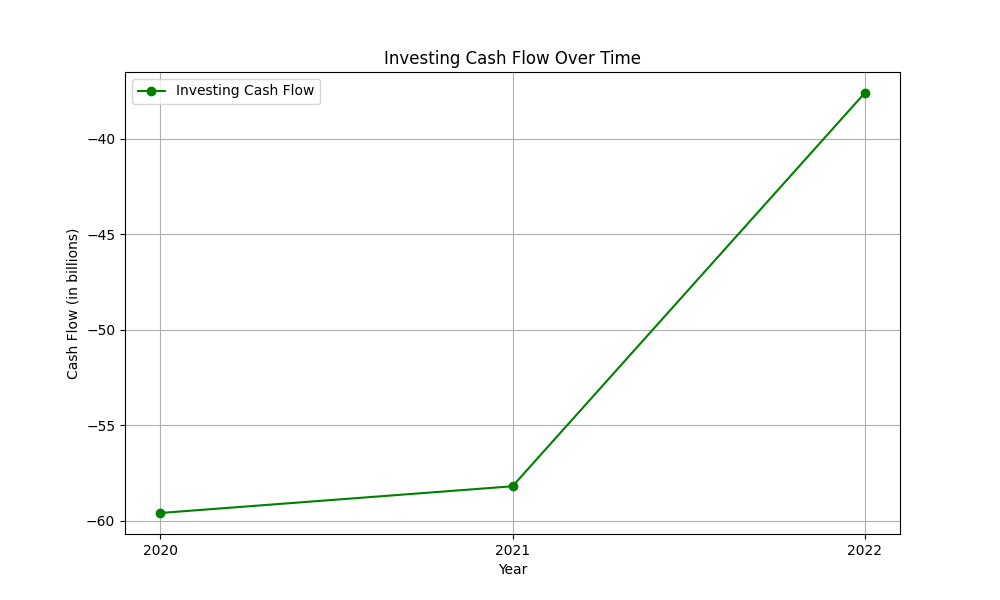 Investing Cash Flow Over Time
Investing Cash Flow
−40
−45
−50
−55
−60
Cash Flow (in billions)
2020 2021 2022
Year